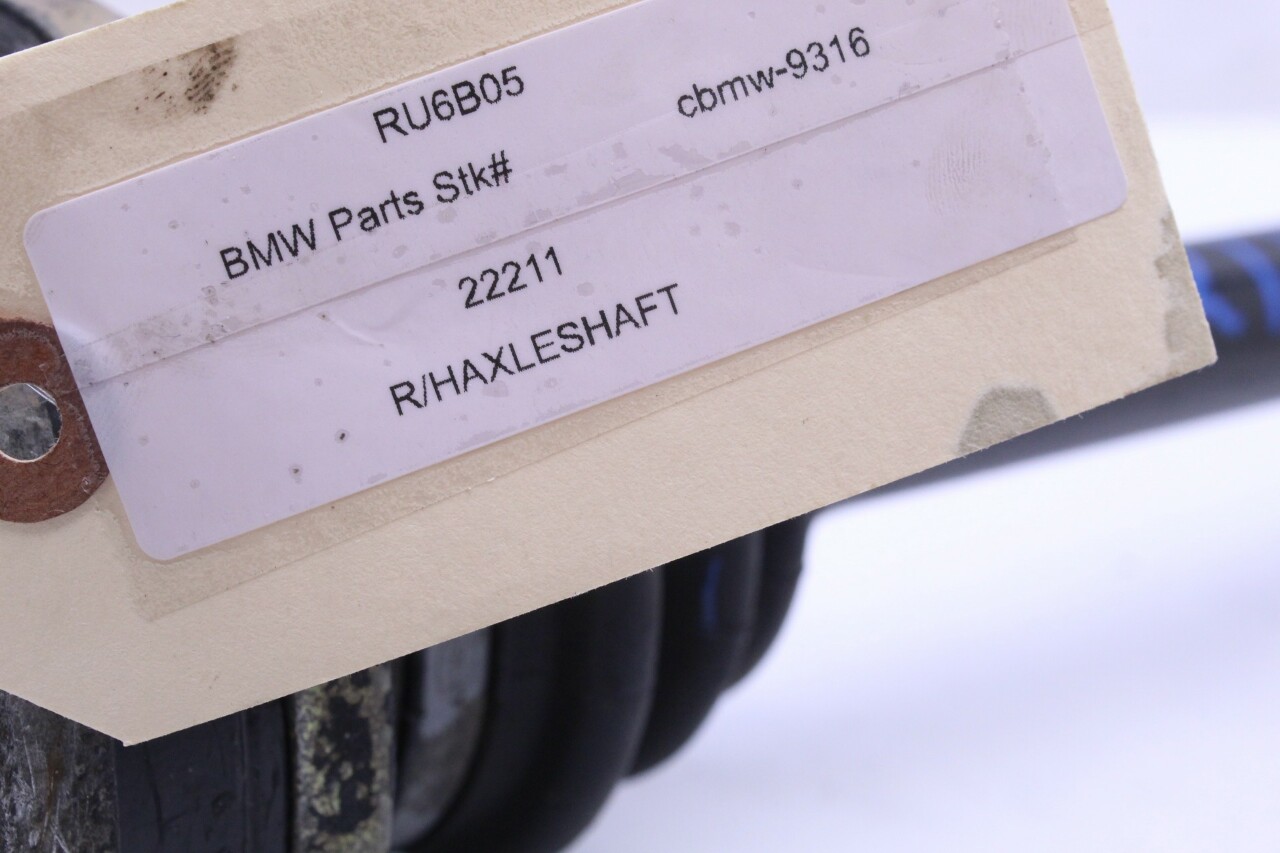 RU6B05 cbmw-9316
BMW Parts Stk#
22211
R/HAXLESHAFT